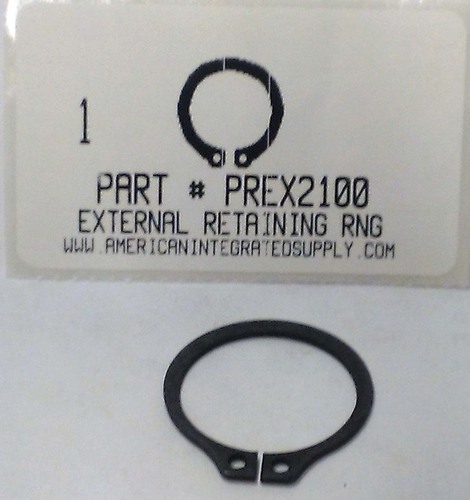 1
PART # PREX2100
EXTERNAL RETAINING RNG
WWW.AMERICANINTEGRATEDSUPPLY.COM